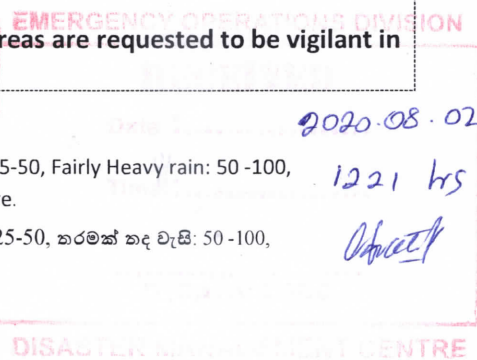 EMERGENCY OPERATIONS DIVISION
reas are requested to be vigilant in
2020.08.02
5-50, Fairly Heavy rain: 50 -100,
1221 hrs
e.
25-50, තරමක් තද වැසි: 50 -100,
DISASTER MANAGEMENT CENTRE